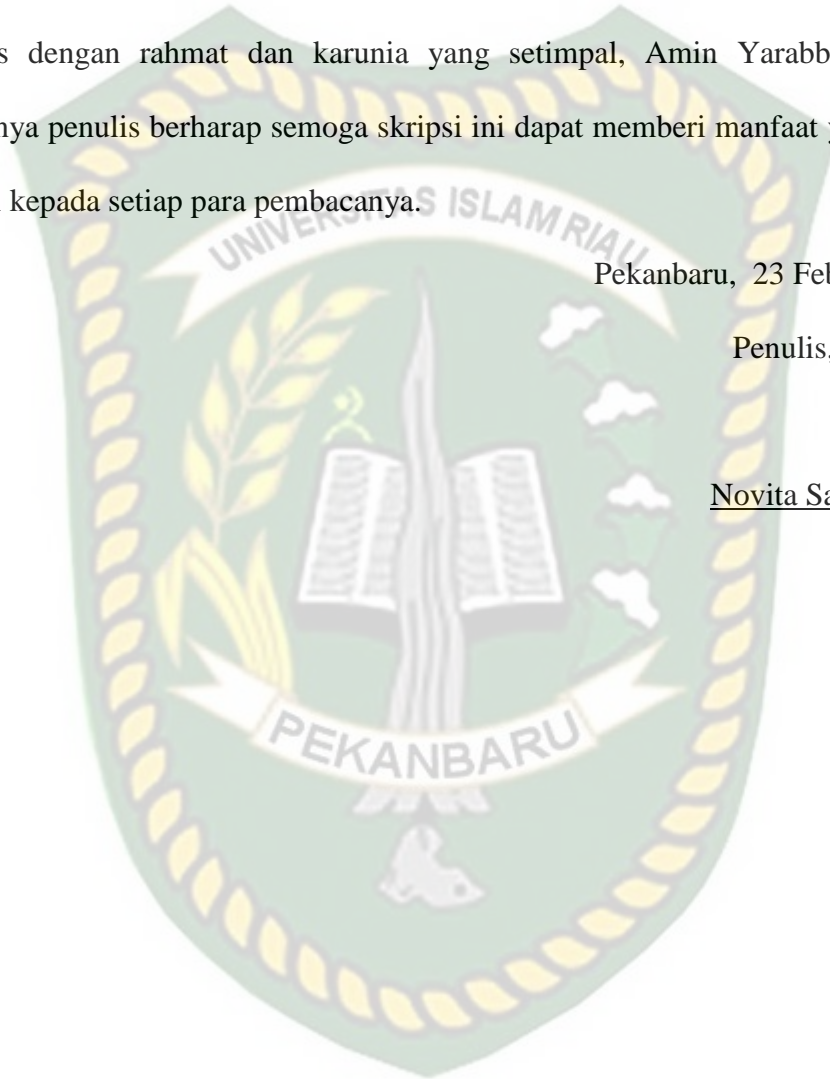 s dengan rahmat dan karunia yang setimpal, Amin Yarabb
nya penulis berharap semoga skripsi ini dapat memberi manfaat
kepada setiap para pembacanya.
UNIVERSITAS ISLAM RIAU
Pekanbaru, 23 Feb
Penulis,
Novita Sa
PEKANBARU